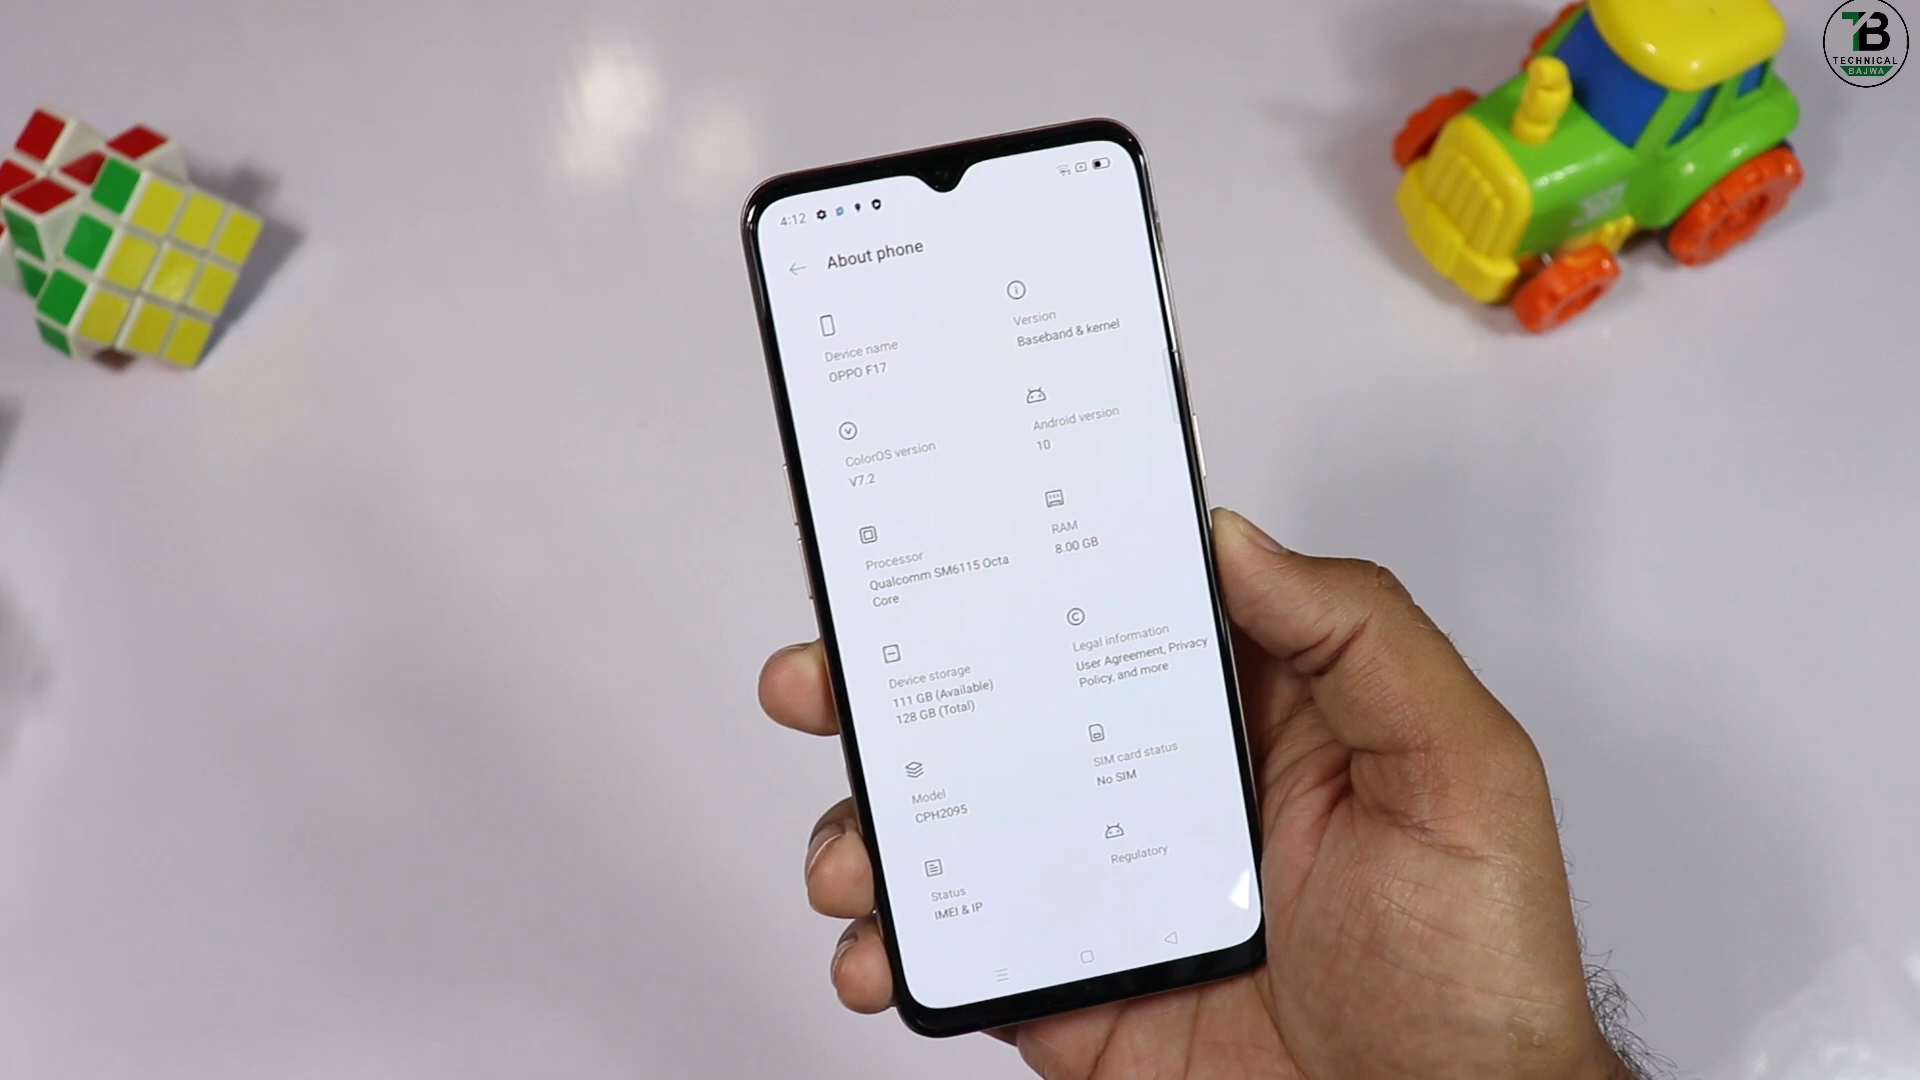 TB
TECHNICAL
BAJWA
4:12
About phone
Device name
OPPO F17
Version
Baseband & kernel
ColorOS version
V7.2
Android version
10
Processor
Qualcomm SM6115 Octa
Core
RAM
8.00 GB
Device storage
111 GB (Available)
128 GB (Total)
Legal information
User Agreement, Privacy
Policy, and more
Model
CPH2095
SIM card status
No SIM
Status
IMEI & IP
Regulatory